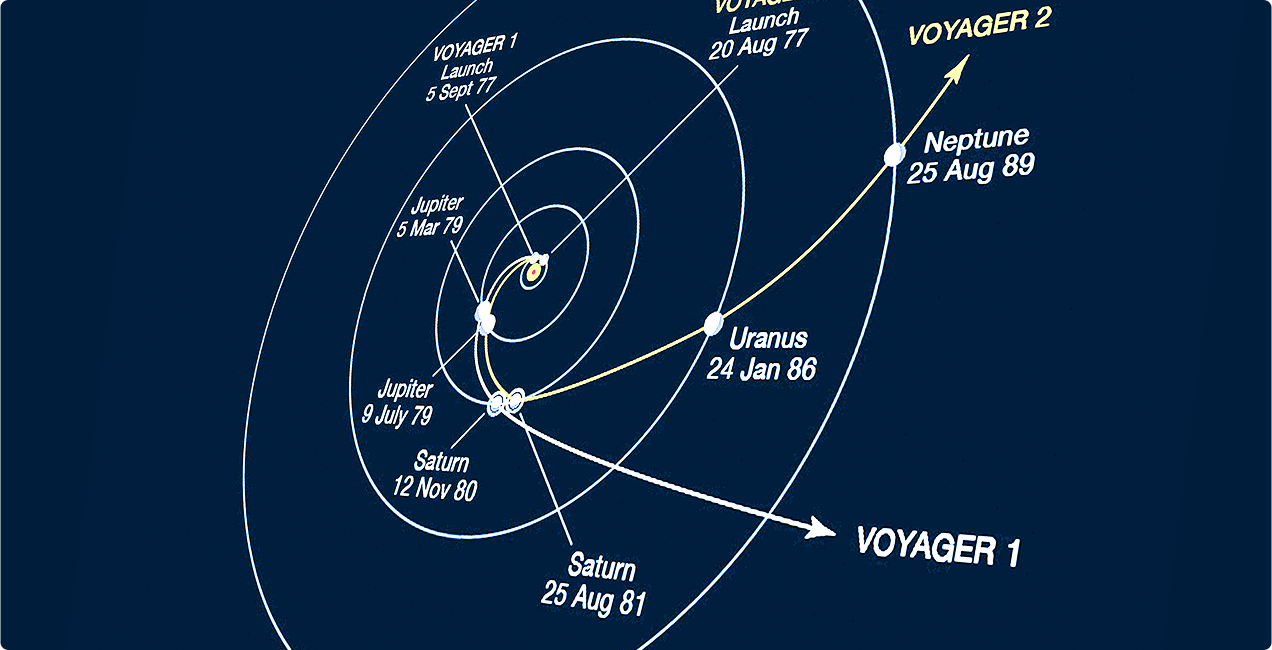 VOYAGER 1
Launch
5 Sept 77
Launch
20 Aug 77
VOYAGER 2
Neptune
25 Aug 89
Jupiter
5 Mar 79
Uranus
24 Jan 86
Jupiter
9 July 79
Saturn
12 Nov 80
VOYAGER 1
Saturn
25 Aug 81